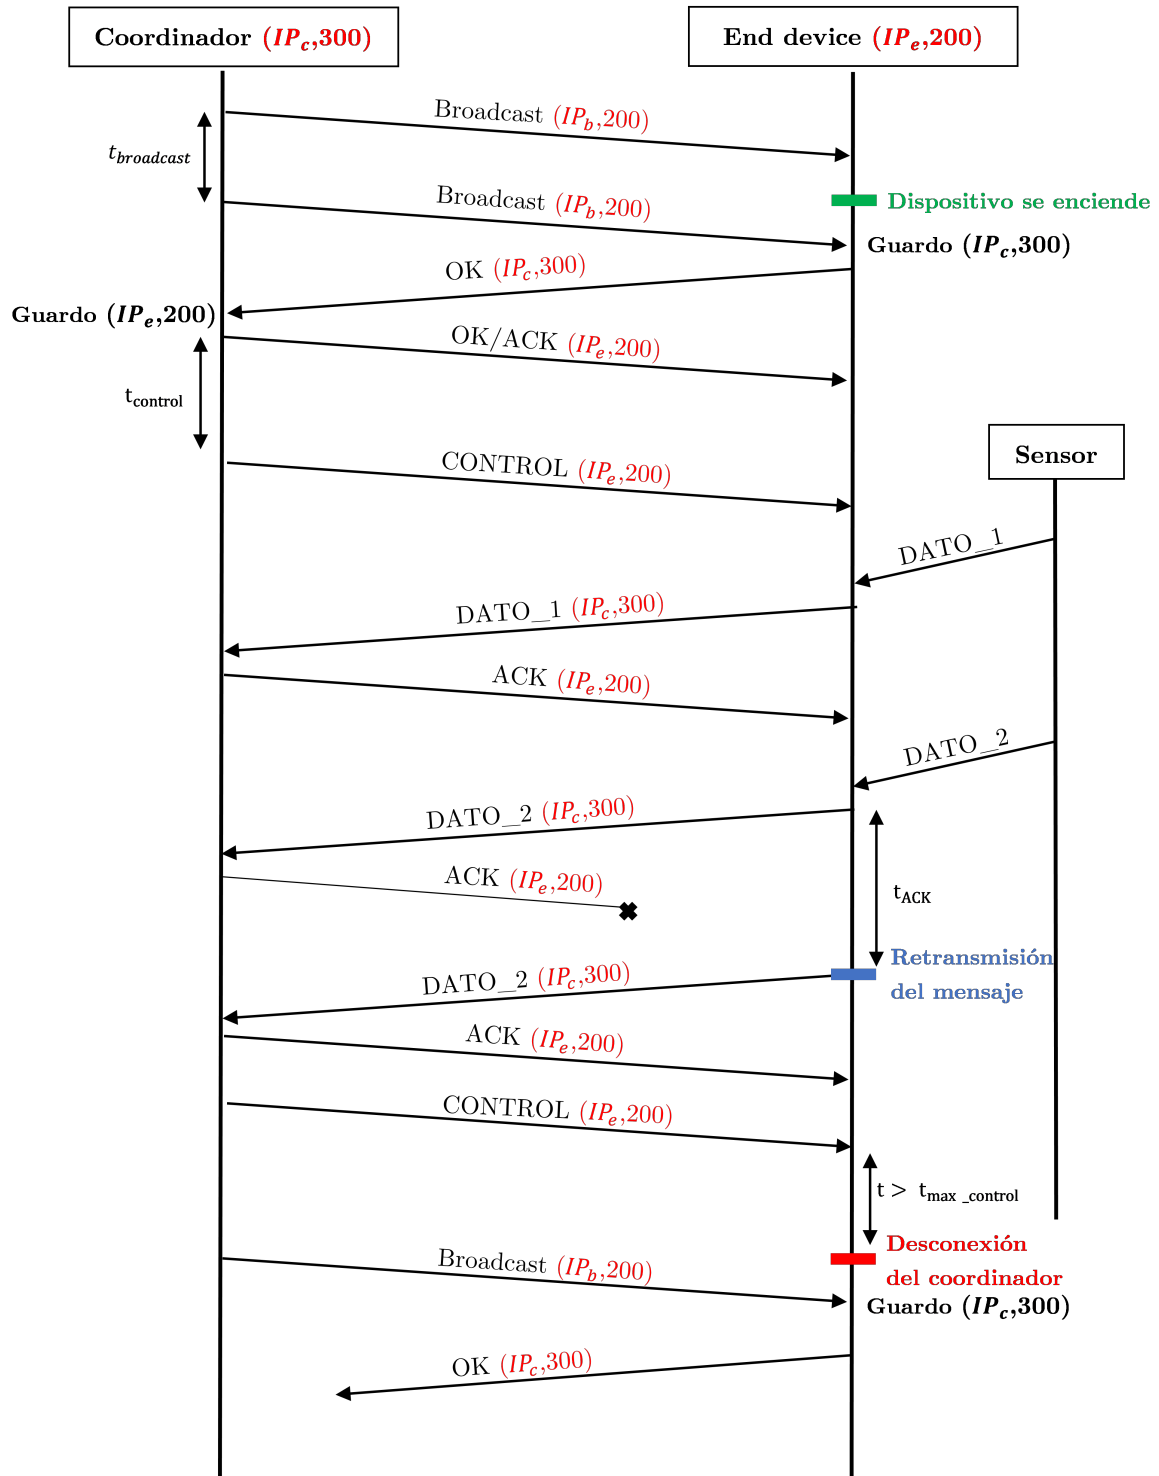 Coordinador (IPc,300)
End device (IPe,200)
Broadcast (IPb,200)
tbroadcast
Broadcast (IPb,200)
Dispositivo se enciende
Guardo (IPc,300)
OK (IPc,300)
Guardo (IPe,200)
OK/ACK (IPe,200)
tcontrol
CONTROL (IPe,200)
Sensor
DATO_1
DATO_1 (IPc,300)
ACK (IPe,200)
DATO_2
DATO_2 (IPc,300)
ACK (IPe,200)
tACK
Retransmisión
del mensaje
DATO_2 (IPc,300)
ACK (IPe,200)
CONTROL (IPe,200)
t > tmax_control
Desconexión
del coordinador
Broadcast (IPb,200)
Guardo (IPc,300)
OK (IPc,300)